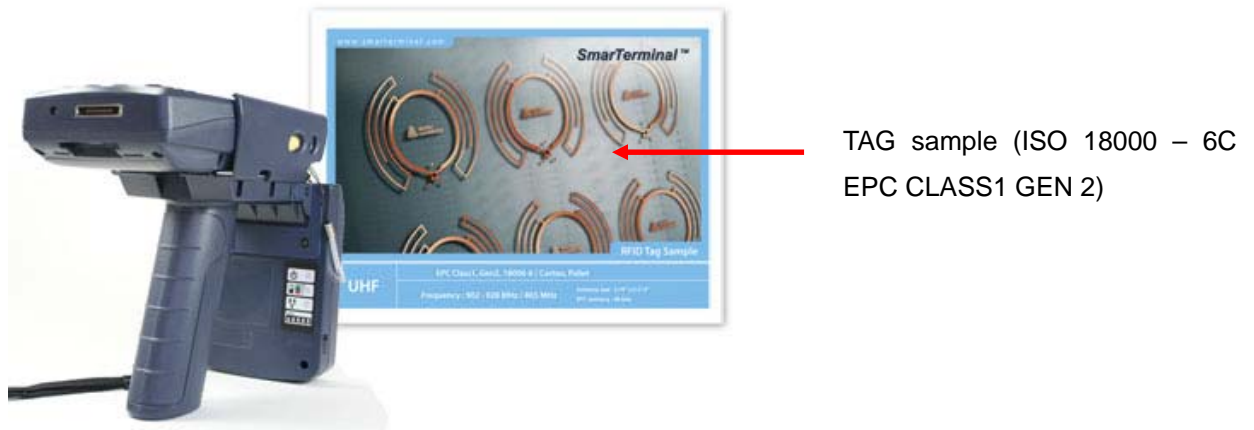 www.smarterminal.com
SmarTerminal™
TAG sample (ISO 18000 – 6C
EPC CLASS1 GEN 2)
RFID Tag Sample
UHF
EPC Class1, Gen2, 18000-6 / Carton, Pallet
Frequency : 902 - 928 MHz / 865 MHz